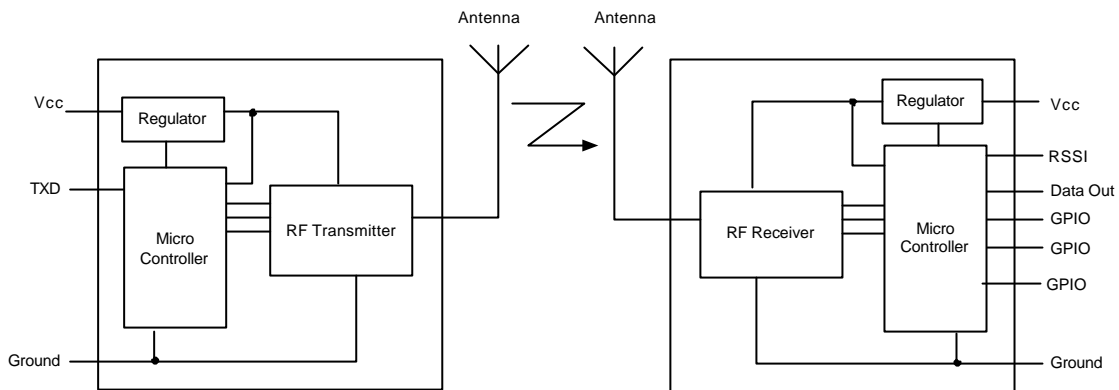 Antenna
Antenna
Vcc
Regulator
TXD
Micro
Controller
RF Transmitter
Ground
Regulator
Vcc
RSSI
Data Out
RF Receiver
Micro
Controller
GPIO
GPIO
GPIO
Ground